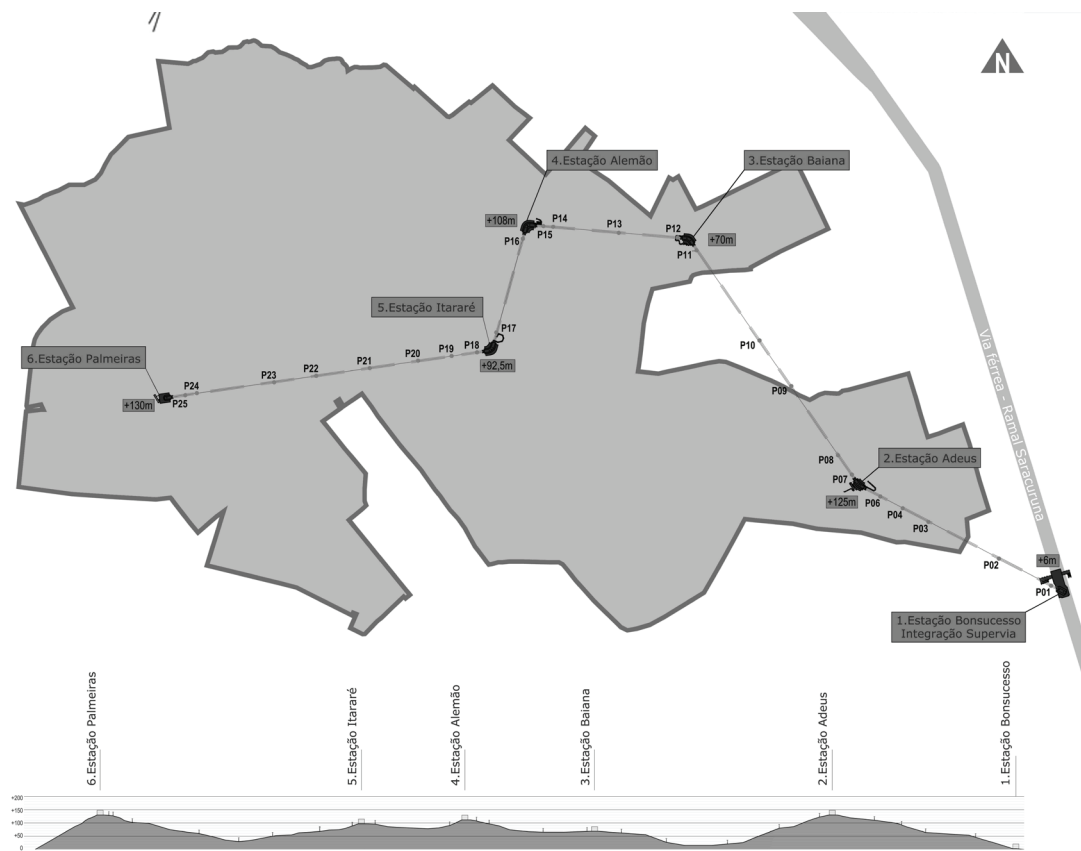 N
4.Estação Alemão
3.Estação Baiana
+108m
P14
P15
P13
P12
+70m
P16
P11
5.Estação Itararé
P17
P10
6.Estação Palmeiras
P18
P19
P20
P21
P22
P23
P24
P25
+92,5m
+130m
P09
Via férrea - Ramal Saracuruna
P08
2.Estação Adeus
P07
P06
+125m
P04
P03
P02
+6m
P01
1.Estação Bonsucesso
Integração Supervia
6.Estação Palmeiras
5.Estação Itararé
4.Estação Alemão
3.Estação Baiana
2.Estação Adeus
1.Estação Bonsucesso
+200
+150
+100
+50
0